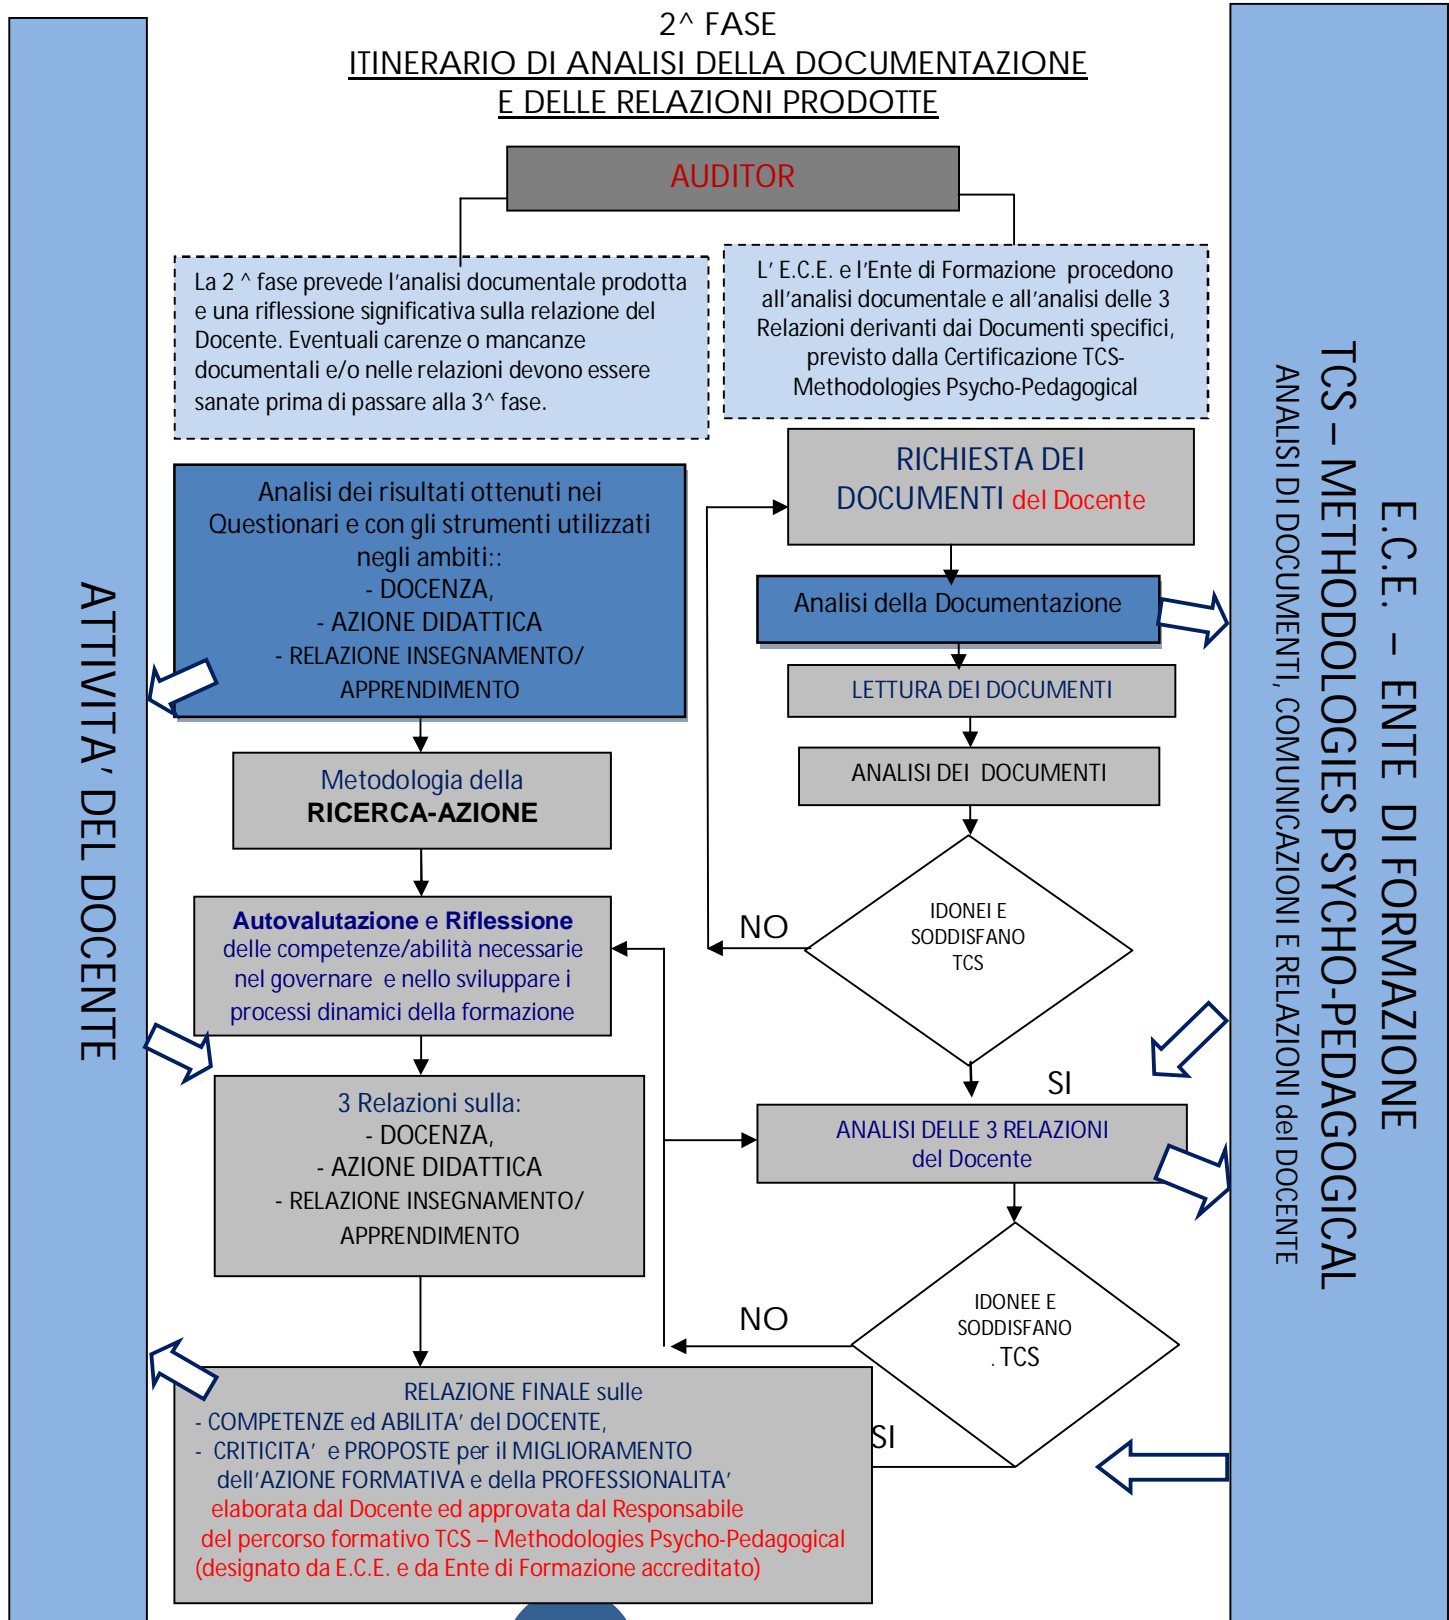 2^ FASE
ITINERARIO DI ANALISI DELLA DOCUMENTAZIONE
E DELLE RELAZIONI PRODOTTE
AUDITOR
La 2 ^ fase prevede l'analisi documentale prodotta
e una riflessione significativa sulla relazione del
Docente. Eventuali carenze o mancanze
documentali e/o nelle relazioni devono essere
sanate prima di passare alla 3^ fase.
L' E.C.E. e l'Ente di Formazione procedono
all'analisi documentale e all'analisi delle 3
Relazioni derivanti dai Documenti specifici,
previsto dalla Certificazione TCS-
Methodologies Psycho-Pedagogical
Analisi dei risultati ottenuti nei
Questionari e con gli strumenti utilizzati
negli ambiti::
- DOCENZA,
- AZIONE DIDATTICA
- RELAZIONE INSEGNAMENTO/
APPRENDIMENTO
Metodologia della
RICERCA-AZIONE
Autovalutazione e Riflessione
delle competenze/abilità necessarie
nel governare e nello sviluppare i
processi dinamici della formazione
3 Relazioni sulla:
- DOCENZA,
- AZIONE DIDATTICA
- RELAZIONE INSEGNAMENTO/
APPRENDIMENTO
RELAZIONE FINALE sulle
- COMPETENZE ed ABILITA' del DOCENTE,
- CRITICITA' e PROPOSTE per il MIGLIORAMENTO
dell'AZIONE FORMATIVA e della PROFESSIONALITA'
elaborata dal Docente ed approvata dal Responsabile
del percorso formativo TCS – Methodologies Psycho-Pedagogical
(designato da E.C.E. e da Ente di Formazione accreditato)
RICHIESTA DEI
DOCUMENTI del Docente
Analisi della Documentazione
LETTURA DEI DOCUMENTI
ANALISI DEI DOCUMENTI
IDONEI E
SODDISFANO
TCS
NO
SI
ANALISI DELLE 3 RELAZIONI
del Docente
IDONEE E
SODDISFANO
. TCS
NO
SI
ATTIVITA' DEL DOCENTE
E.C.E. – ENTE DI FORMAZIONE
TCS – METHODOLOGIES PSYCHO-PEDAGOGICAL
ANALISI DI DOCUMENTI, COMUNICAZIONI E RELAZIONI del DOCENTE